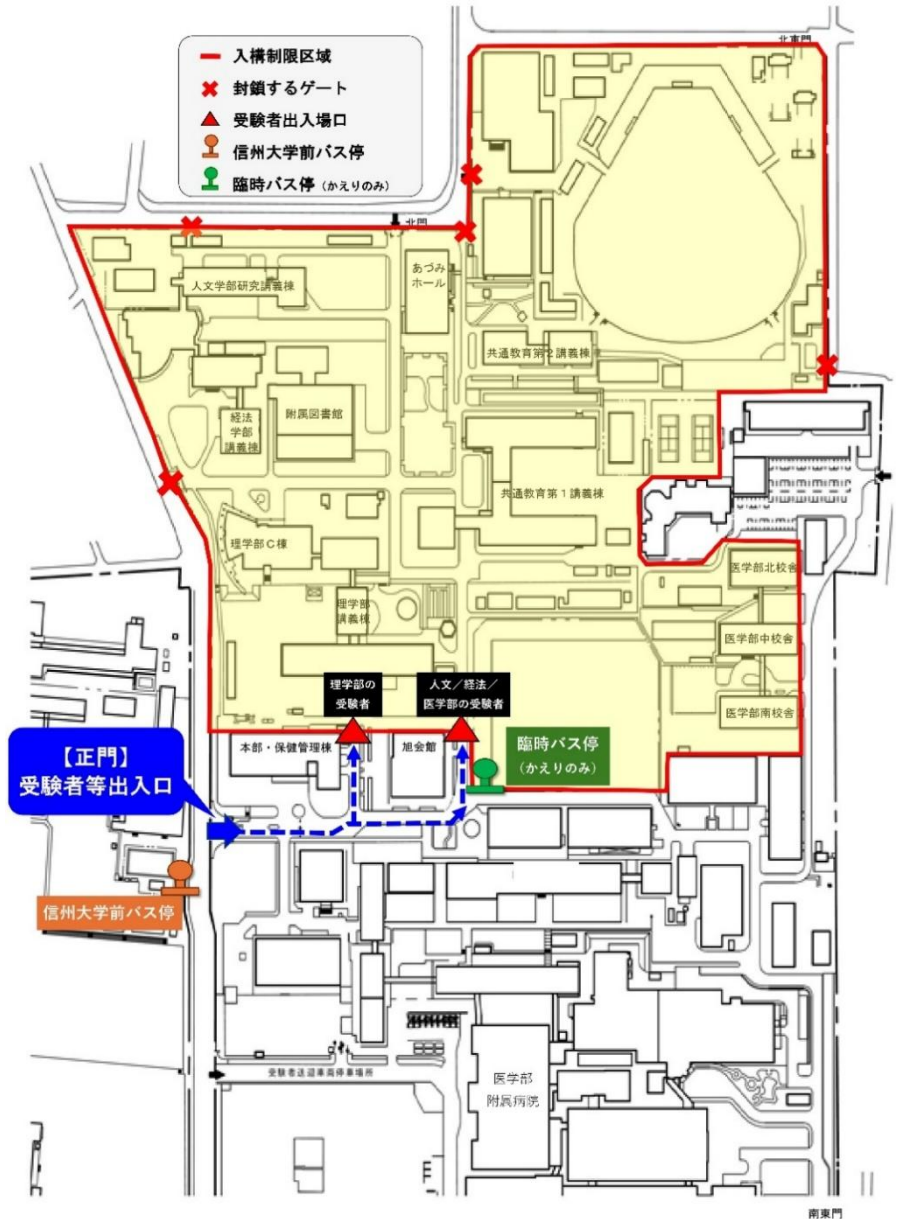 入構制限区域
封鎖するゲート
受験者出入場口
信州大学前バス停
臨時バス停（かえりのみ）
北東門
北門
人文学部研究講義棟
あづみ
ホール
共通教育第２講義棟
経法
学部
講義棟
附属図書館
共通教育第１講義棟
理学部Ｃ棟
理学部
講義棟
医学部北校舎
医学部中校舎
医学部南校舎
理学部の
受験者
人文／経法／
医学部の受験者
本部・保健管理棟
旭会館
臨時バス停
（かえりのみ）
【正門】
受験者等出入口
信州大学前バス停
受験者送迎車両停車場所
医学部
附属病院
南東門